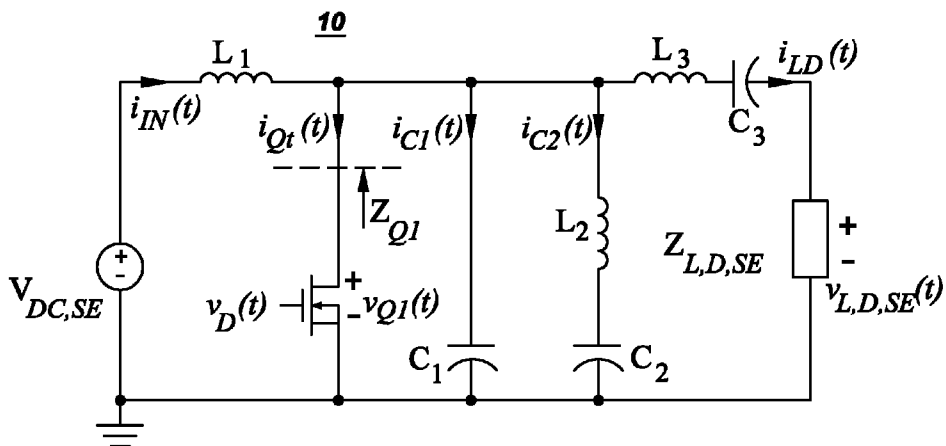 10
L1
L3
iLD(t)
iIN(t)
iQt(t)
iC1(t)
iC2(t)
C3
ZQ1
L2
ZL,D,SE
+
-
+
-
VDC,SE
vD(t)
+
-
vQ1(t)
vL,D,SE(t)
C1
C2